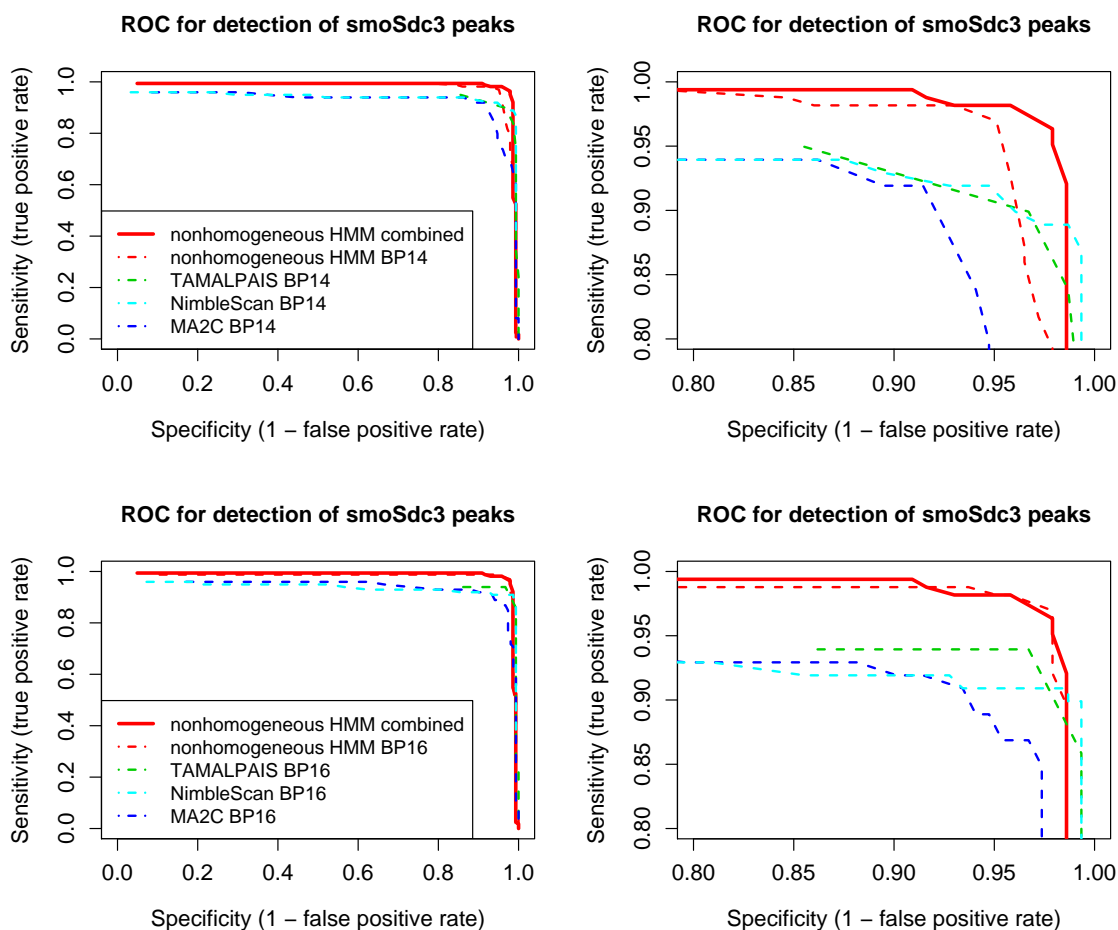 ROC for detection of smoSdc3 peaks
Sensitivity (true positive rate)
1.0
0.8
0.6
0.4
0.2
0.0
nonhomogeneous HMM combined
nonhomogeneous HMM BP14
TAMALPAIS BP14
NimbleScan BP14
MA2C BP14
0.0 0.2 0.4 0.6 0.8 1.0
Specificity (1 − false positive rate)
ROC for detection of smoSdc3 peaks
Sensitivity (true positive rate)
1.00
0.95
0.90
0.85
0.80
0.80 0.85 0.90 0.95 1.00
Specificity (1 − false positive rate)
ROC for detection of smoSdc3 peaks
Sensitivity (true positive rate)
1.0
0.8
0.6
0.4
0.2
0.0
nonhomogeneous HMM combined
nonhomogeneous HMM BP16
TAMALPAIS BP16
NimbleScan BP16
MA2C BP16
0.0 0.2 0.4 0.6 0.8 1.0
Specificity (1 − false positive rate)
ROC for detection of smoSdc3 peaks
Sensitivity (true positive rate)
1.00
0.95
0.90
0.85
0.80
0.80 0.85 0.90 0.95 1.00
Specificity (1 − false positive rate)